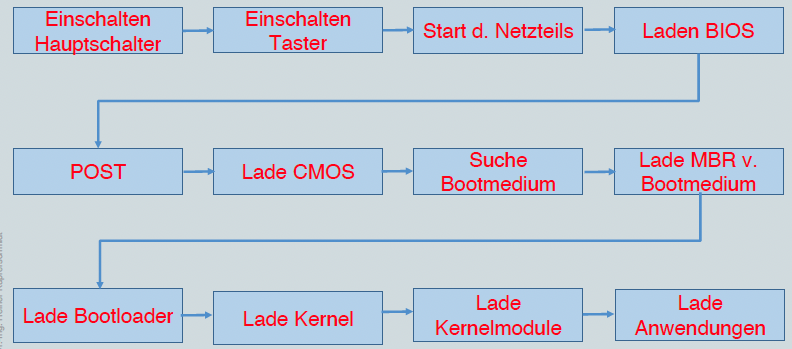 Einschalten
Hauptschalter
Einschalten
Taster
Start d. Netzteils
Laden BIOS
POST
Lade CMOS
Suche
Bootmedium
Lade MBR v.
Bootmedium
Lade Bootloader
Lade Kernel
Lade
Kernelmodule
Lade
Anwendungen